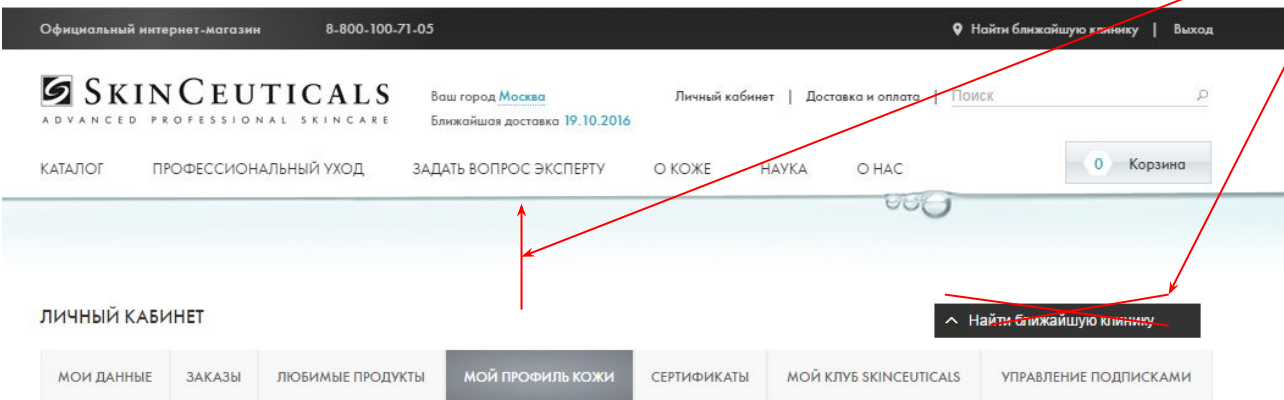 Официальный интернет-магазин 8-800-100-71-05 Найти ближайшую клинику | Выход
SKINCEUTICALS
ADVANCED PROFESSIONAL SKINCARE
Ваш город Москва
Ближайшая доставка 19.10.2016
Личный кабинет | Доставка и оплата | Поиск
КАТАЛОГ ПРОФЕССИОНАЛЬНЫЙ УХОД ЗАДАТЬ ВОПРОС ЭКСПЕРТУ О КОЖЕ НАУКА О НАС 0 Корзина
ЛИЧНЫЙ КАБИНЕТ Найти ближайшую клинику
МОИ ДАННЫЕ ЗАКАЗЫ ЛЮБИМЫЕ ПРОДУКТЫ МОЙ ПРОФИЛЬ КОЖИ СЕРТИФИКАТЫ МОЙ КЛУБ SKINCEUTICALS УПРАВЛЕНИЕ ПОДПИСКАМИ